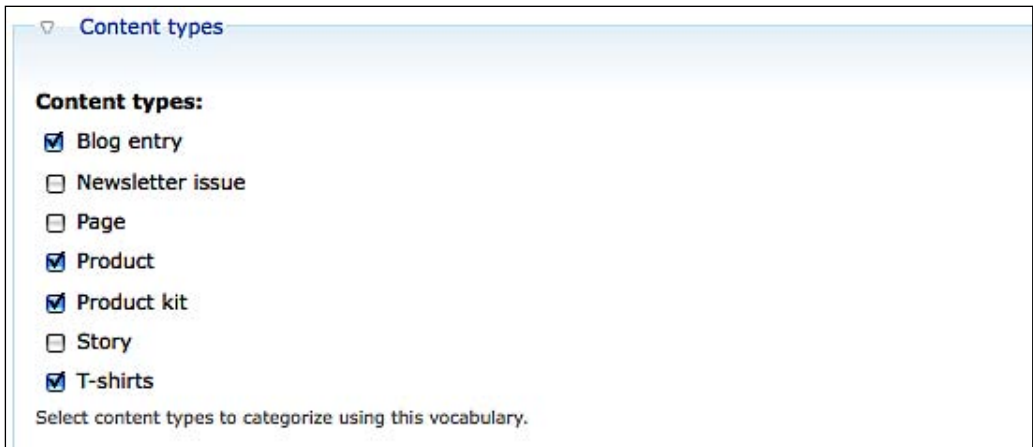 Content types
Content types:
Blog entry
Newsletter issue
Page
Product
Product kit
Story
T-shirts
Select content types to categorize using this vocabulary.